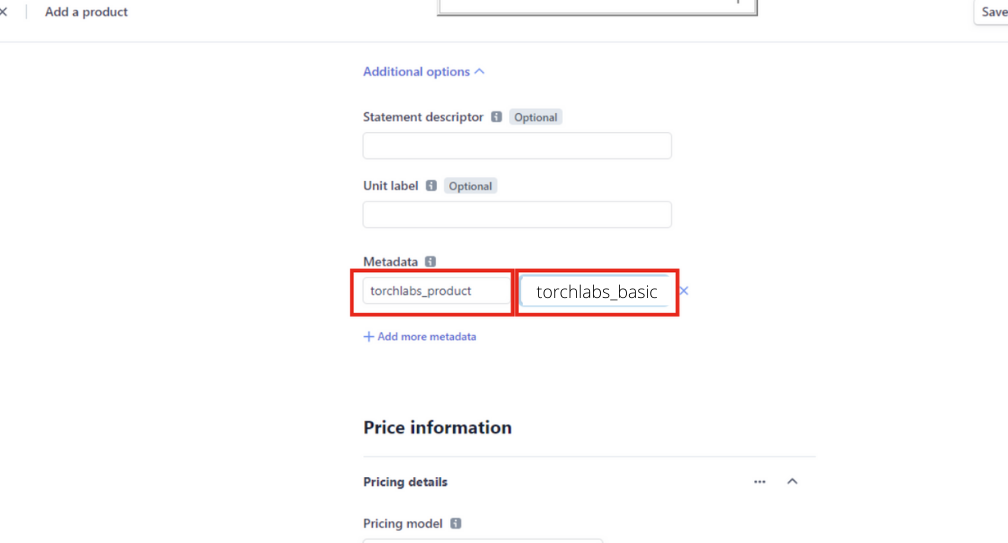 Add a product
Save
Additional options
Statement descriptor Optional
Unit label Optional
Metadata
torchlabs_product torchlabs_basic
+ Add more metadata
Price information
Pricing details
Pricing model